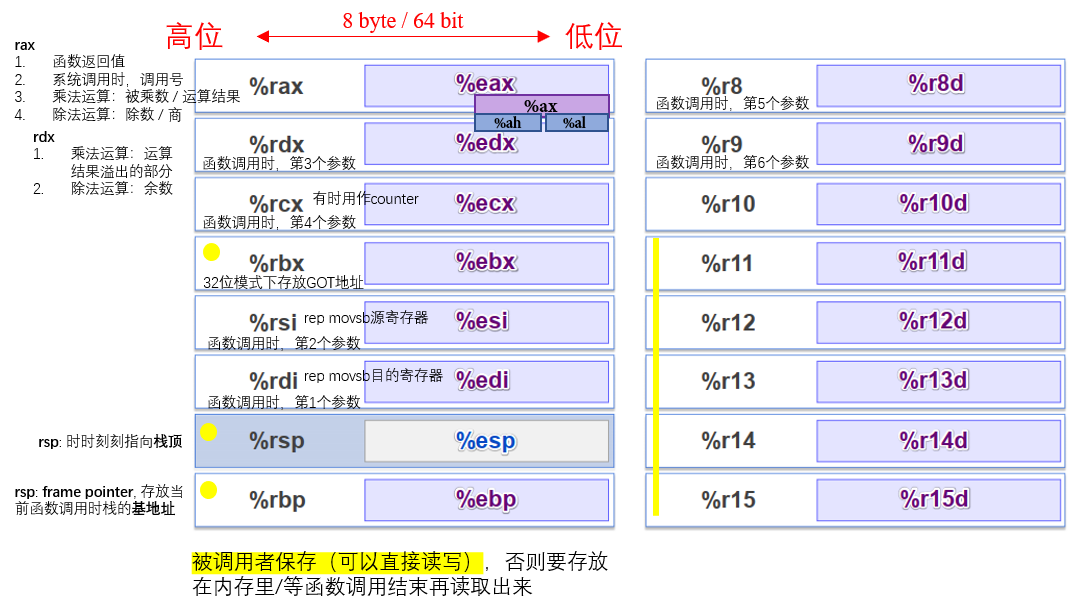 8 byte / 64 bit
高位
低位
rax
1. 函数返回值
2. 系统调用时，调用号
3. 乘法运算：被乘数 / 运算结果
4. 除法运算：除数 / 商
rdx
1. 乘法运算：运算
结果溢出的部分
2. 除法运算：余数
%rax
%eax
%ax
%ah
%al
%rdx
%edx
函数调用时，第3个参数
%rcx
有时用作counter
%ecx
函数调用时，第4个参数
%rbx
%ebx
32位模式下存放GOT地址
%rsi
rep movsb源寄存器
%esi
函数调用时，第2个参数
%rdi
rep movsb目的寄存器
%edi
函数调用时，第1个参数
rsp: 时时刻刻指向栈顶
%rsp
%esp
rsp: frame pointer, 存放当
前函数调用时栈的基地址
%rbp
%ebp
%r8
%r8d
函数调用时，第5个参数
%r9
%r9d
函数调用时，第6个参数
%r10
%r10d
%r11
%r11d
%r12
%r12d
%r13
%r13d
%r14
%r14d
%r15
%r15d
被调用者保存（可以直接读写），否则要存放
在内存里/等函数调用结束再读取出来